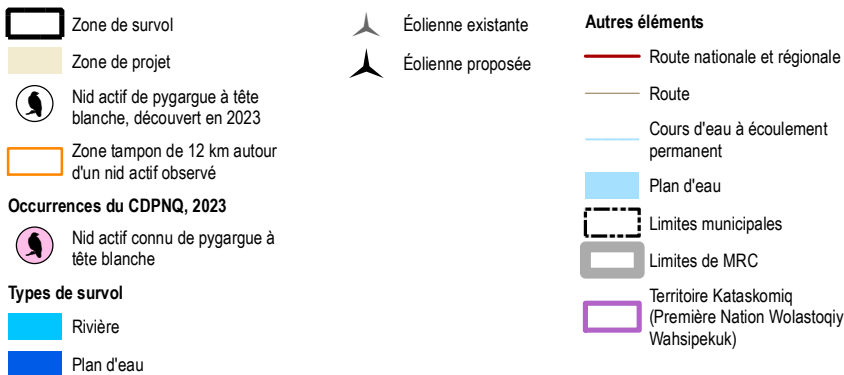 Zone de survol
Zone de projet
Nid actif de pygargue à tête
blanche, découvert en 2023
Zone tampon de 12 km autour
d'un nid actif observé
Occurrences du CDPNQ, 2023
Nid actif connu de pygargue à
tête blanche
Types de survol
Rivière
Plan d'eau
Éolienne existante
Éolienne proposée
Autres éléments
Route nationale et régionale
Route
Cours d'eau à écoulement
permanent
Plan d'eau
Limites municipales
Limites de MRC
Territoire Kataskomiq
(Première Nation Wolastoqiy
Wahsipekuk)